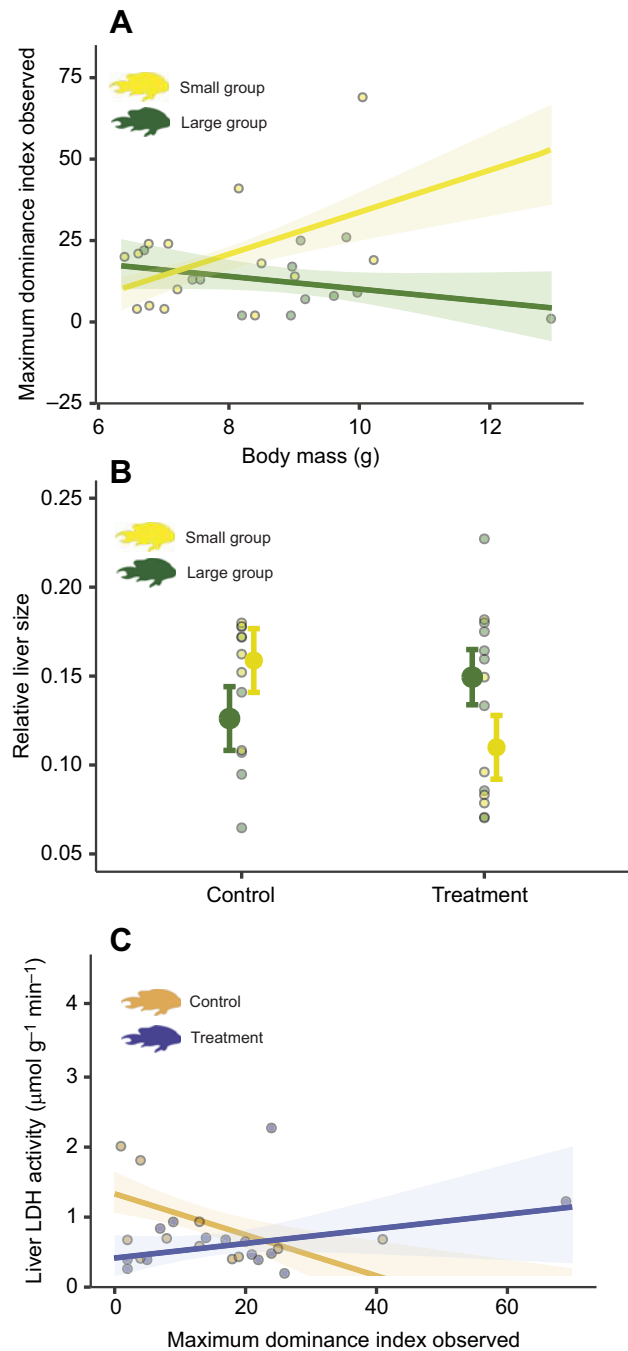 A
Small group
Large group
Maximum dominance index observed
75
50
25
0
–25
6
8
10
12
Body mass (g)
B
Small group
Large group
Relative liver size
0.25
0.20
0.15
0.10
0.05
Control
Treatment
C
Control
Treatment
Liver LDH activity (μmol g–1 min–1)
4
3
2
1
0
0
20
40
60
Maximum dominance index observed